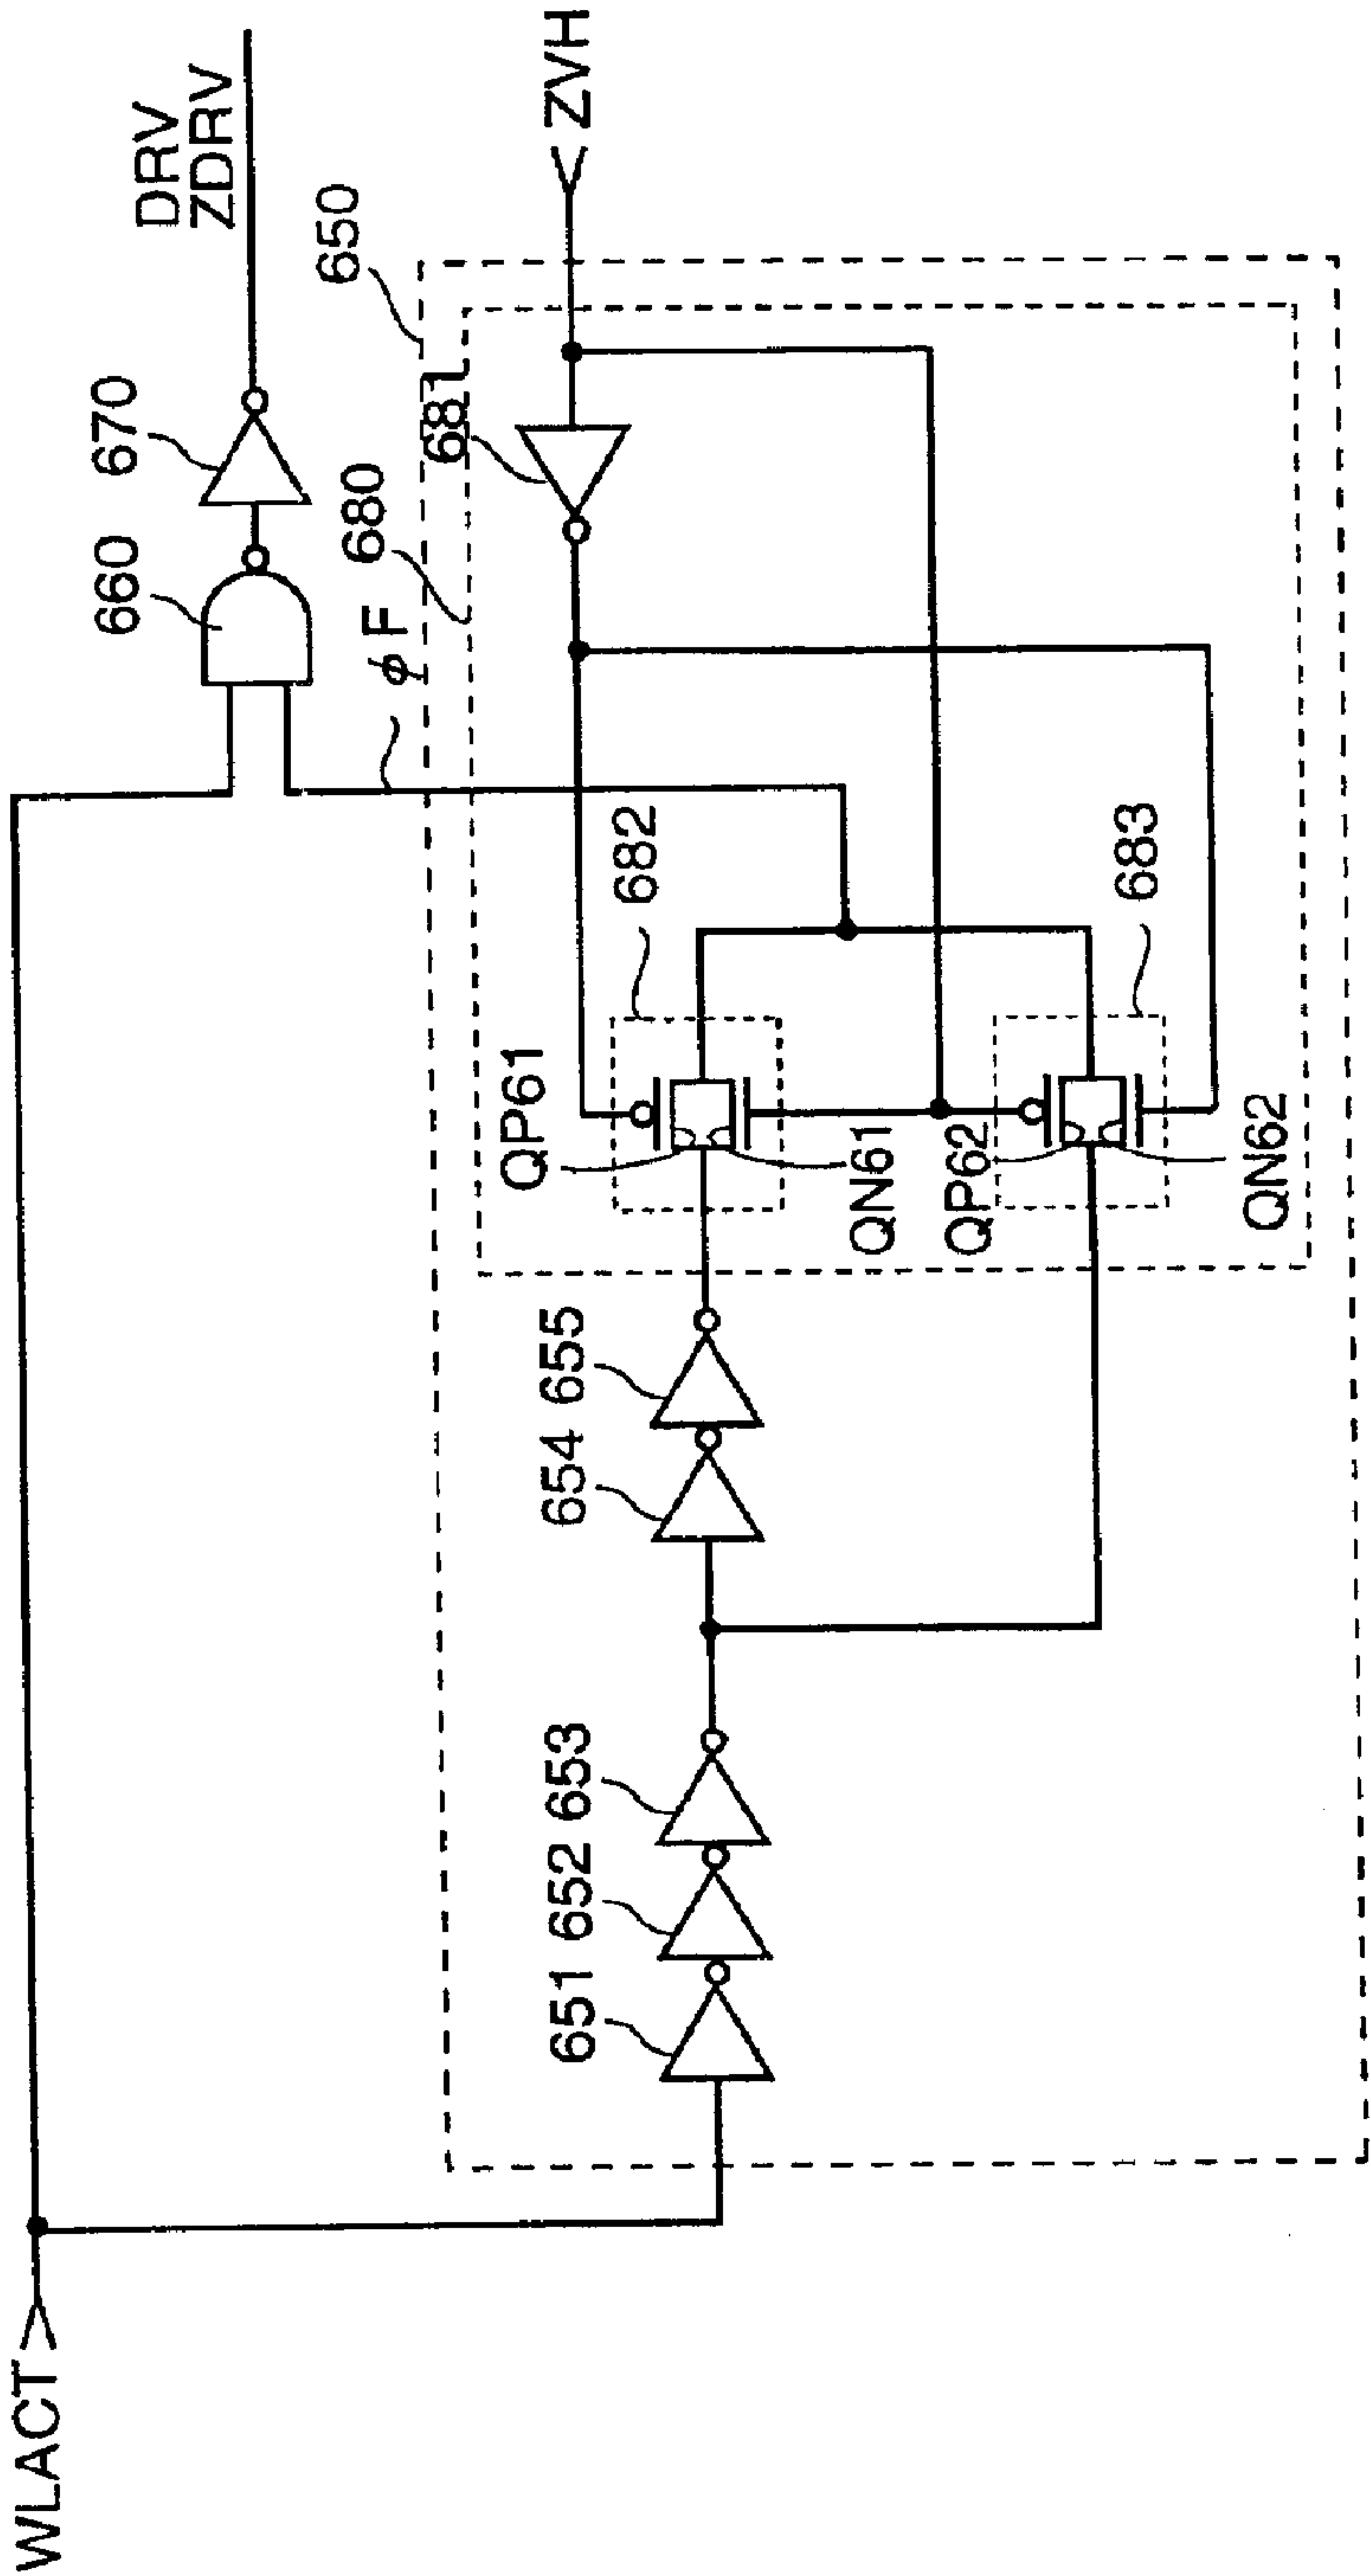 WLACT
DRV
ZDRV
670
660
φF
650
ZVH
680
681
682
683
QP61
QN61
QP62
QN62
651
652
653
654
655